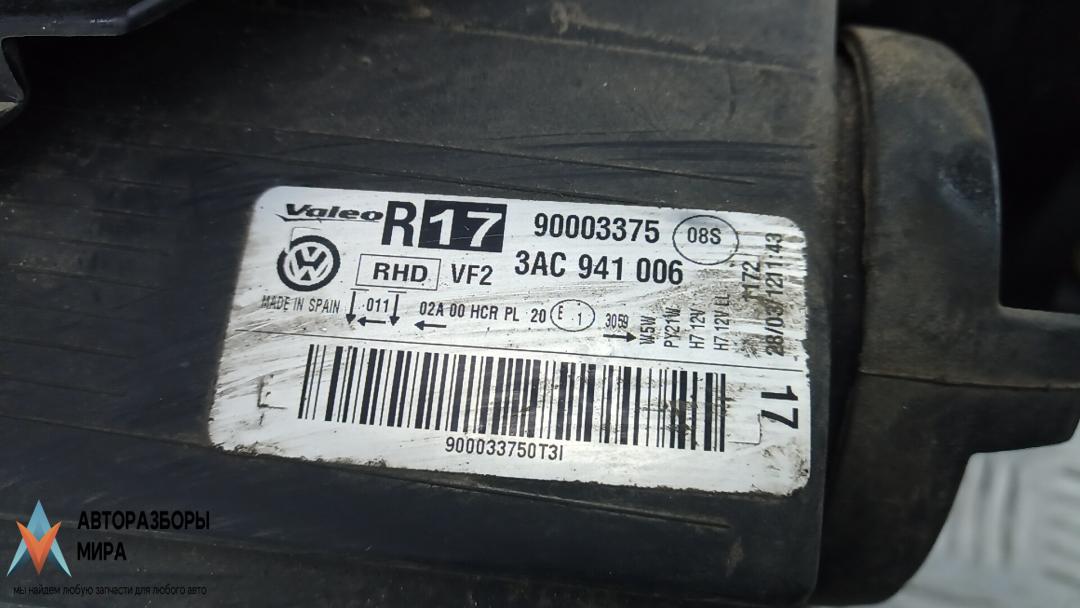 Valeo R 17 90003375 08S
RHD VF2 3AC 941 006
MADE IN SPAIN 011 02A 00 HCR PL 20 E 1 3059
W5W
PY21W
H7.12V
H7.12V LL
1172
28/03/12 11:43
17
900033750T3I
АВТОРАЗБОРЫ
МИРА
мы найдем любую запчасти для любого авто